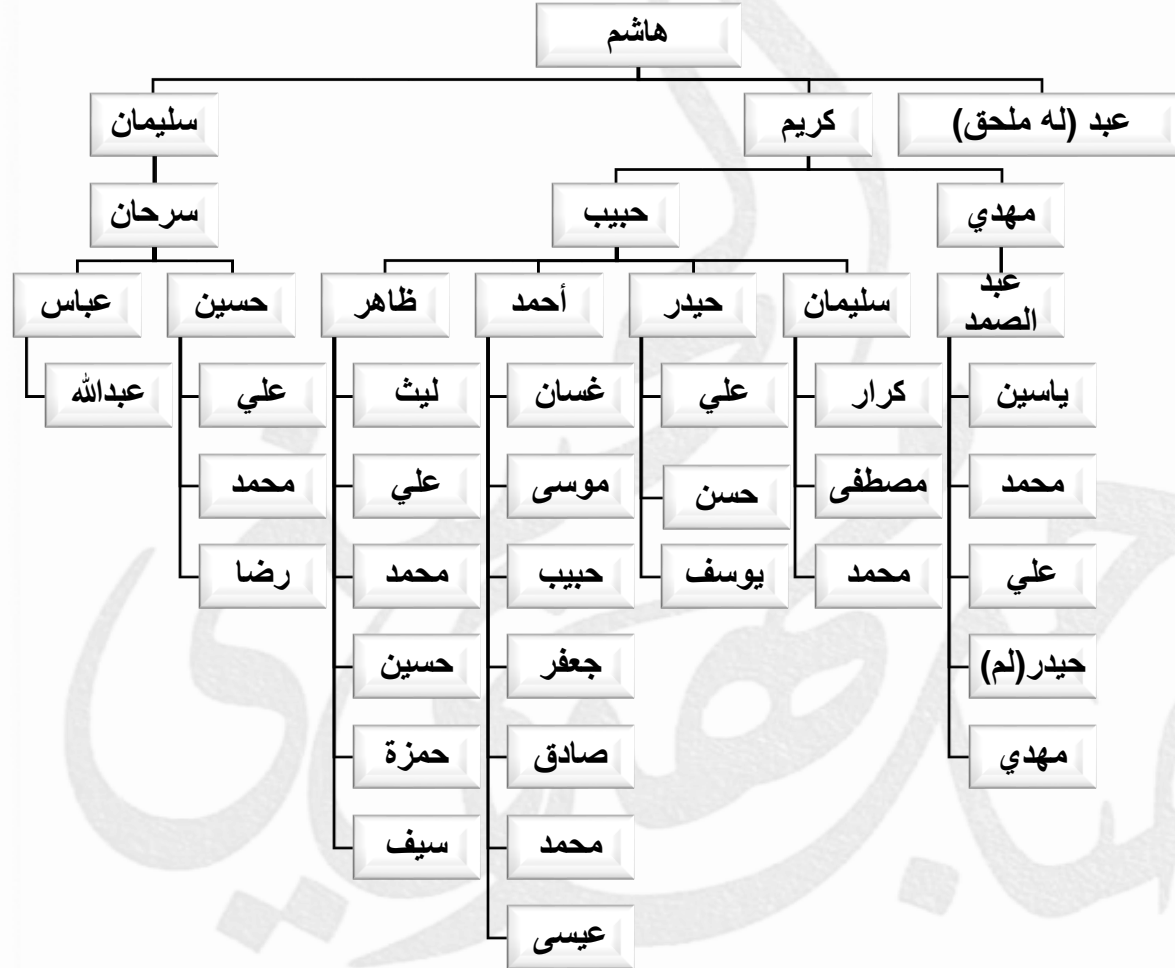 هاشم
عبد (له ملحق)
كريم
سليمان
مهدي
حبيب
سرحان
عبد
الصمد
سليمان
حيدر
أحمد
ظاهر
حسين
عباس
ياسين
كرار
علي
غسان
ليث
علي
عبدالله
محمد
مصطفى
حسن
موسى
علي
محمد
علي
محمد
يوسف
حبيب
محمد
رضا
حيدر(لم)
جعفر
حسين
مهدي
صادق
حمزة
محمد
سيف
عيسى